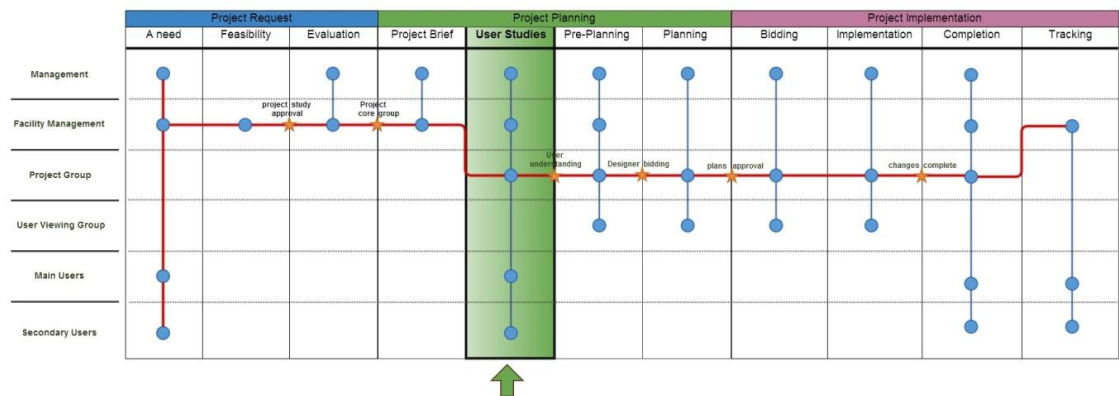 Project Request
Project Planning
Project Implementation
A need
Feasibility
Evaluation
Project Brief
User Studies
Pre-Planning
Planning
Bidding
Implementation
Completion
Tracking
Management
project study
approval
Project
core group
Facility Management
User
understanding
Designer bidding
plans approval
changes complete
Project Group
User Viewing Group
Main Users
Secondary Users